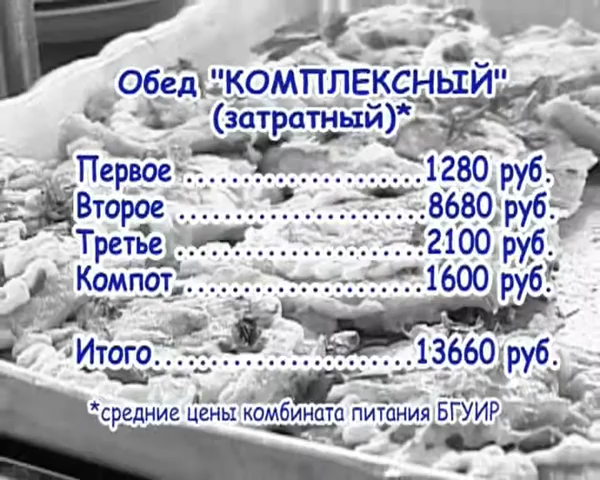 Обед "КОМПЛЕКСНЫЙ"
(затратный)*
Первое ......................1280 руб.
Второе ......................8680 руб.
Третье ......................2100 руб.
Компот .....................1600 руб.
Итого.......................13660 руб.
*средние цены комбината питания БГУИР